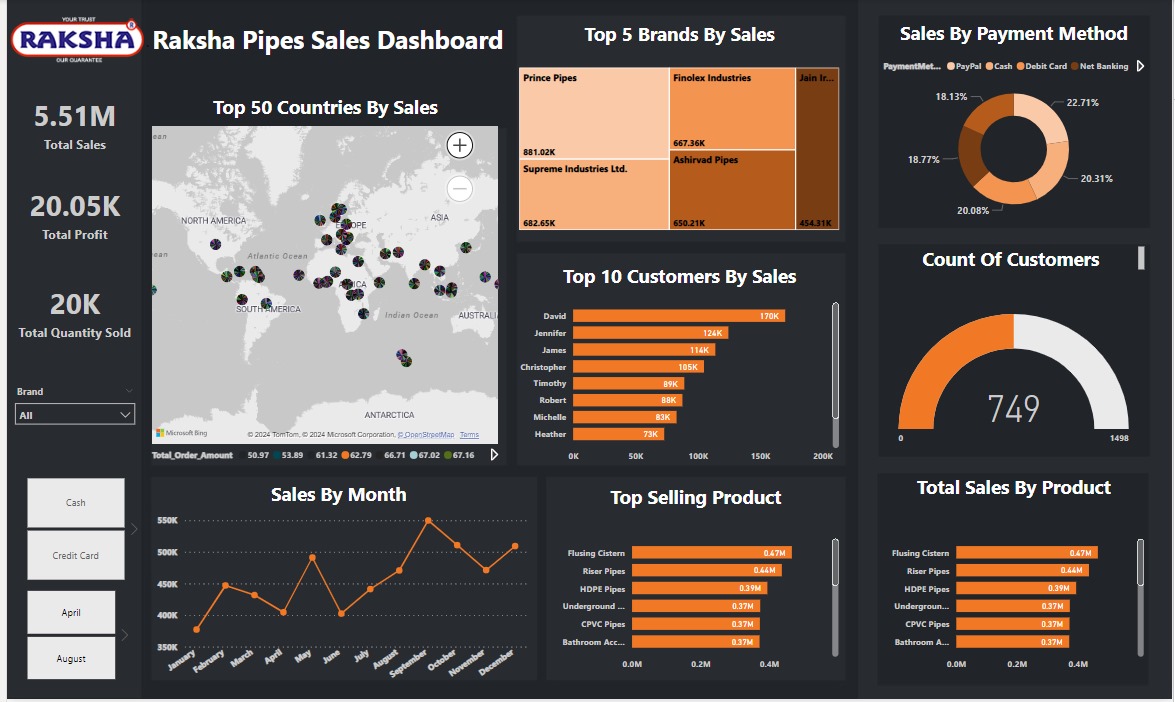 YOUR TRUST
RAKSHA
R
OUR GUARANTEE
Raksha Pipes Sales Dashboard
5.51M
Total Sales
20.05K
Total Profit
20K
Total Quantity Sold
Brand
All
Cash
Credit Card
April
August
Top 50 Countries By Sales
ean
NORTH AMERICA
EUROPE
ASIA
Atlantic Ocean
ean
SOUTH AMERICA
Indian Ocean
AUSTRALI
ANTARCTICA
Microsoft Bing
© 2024 TomTom, © 2024 Microsoft Corporation, © OpenStreetMap Terms
Total_Order_Amount 50.97 53.89 61.32 62.79 66.71 67.02 67.16
Top 5 Brands By Sales
Prince Pipes
881.02K
Supreme Industries Ltd.
682.65K
Finolex Industries
667.36K
Ashirvad Pipes
650.21K
Jain Ir...
454.31K
Top 10 Customers By Sales
David 170K
Jennifer 124K
James 114K
Christopher 105K
Timothy 89K
Robert 88K
Michelle 83K
Heather 73K
0K 50K 100K 150K 200K
Sales By Payment Method
PaymentMet... PayPal Cash Debit Card Net Banking
18.13%
22.71%
18.77%
20.31%
20.08%
Count Of Customers
749
0 1498
Sales By Month
550K
500K
450K
400K
350K
January February March April May June July August September October November December
Top Selling Product
Flusing Cistern 0.47M
Riser Pipes 0.44M
HDPE Pipes 0.39M
Underground ... 0.37M
CPVC Pipes 0.37M
Bathroom Acc... 0.37M
0.0M 0.2M 0.4M
Total Sales By Product
Flusing Cistern 0.47M
Riser Pipes 0.44M
HDPE Pipes 0.39M
Undergroun... 0.37M
CPVC Pipes 0.37M
Bathroom A... 0.37M
0.0M 0.2M 0.4M